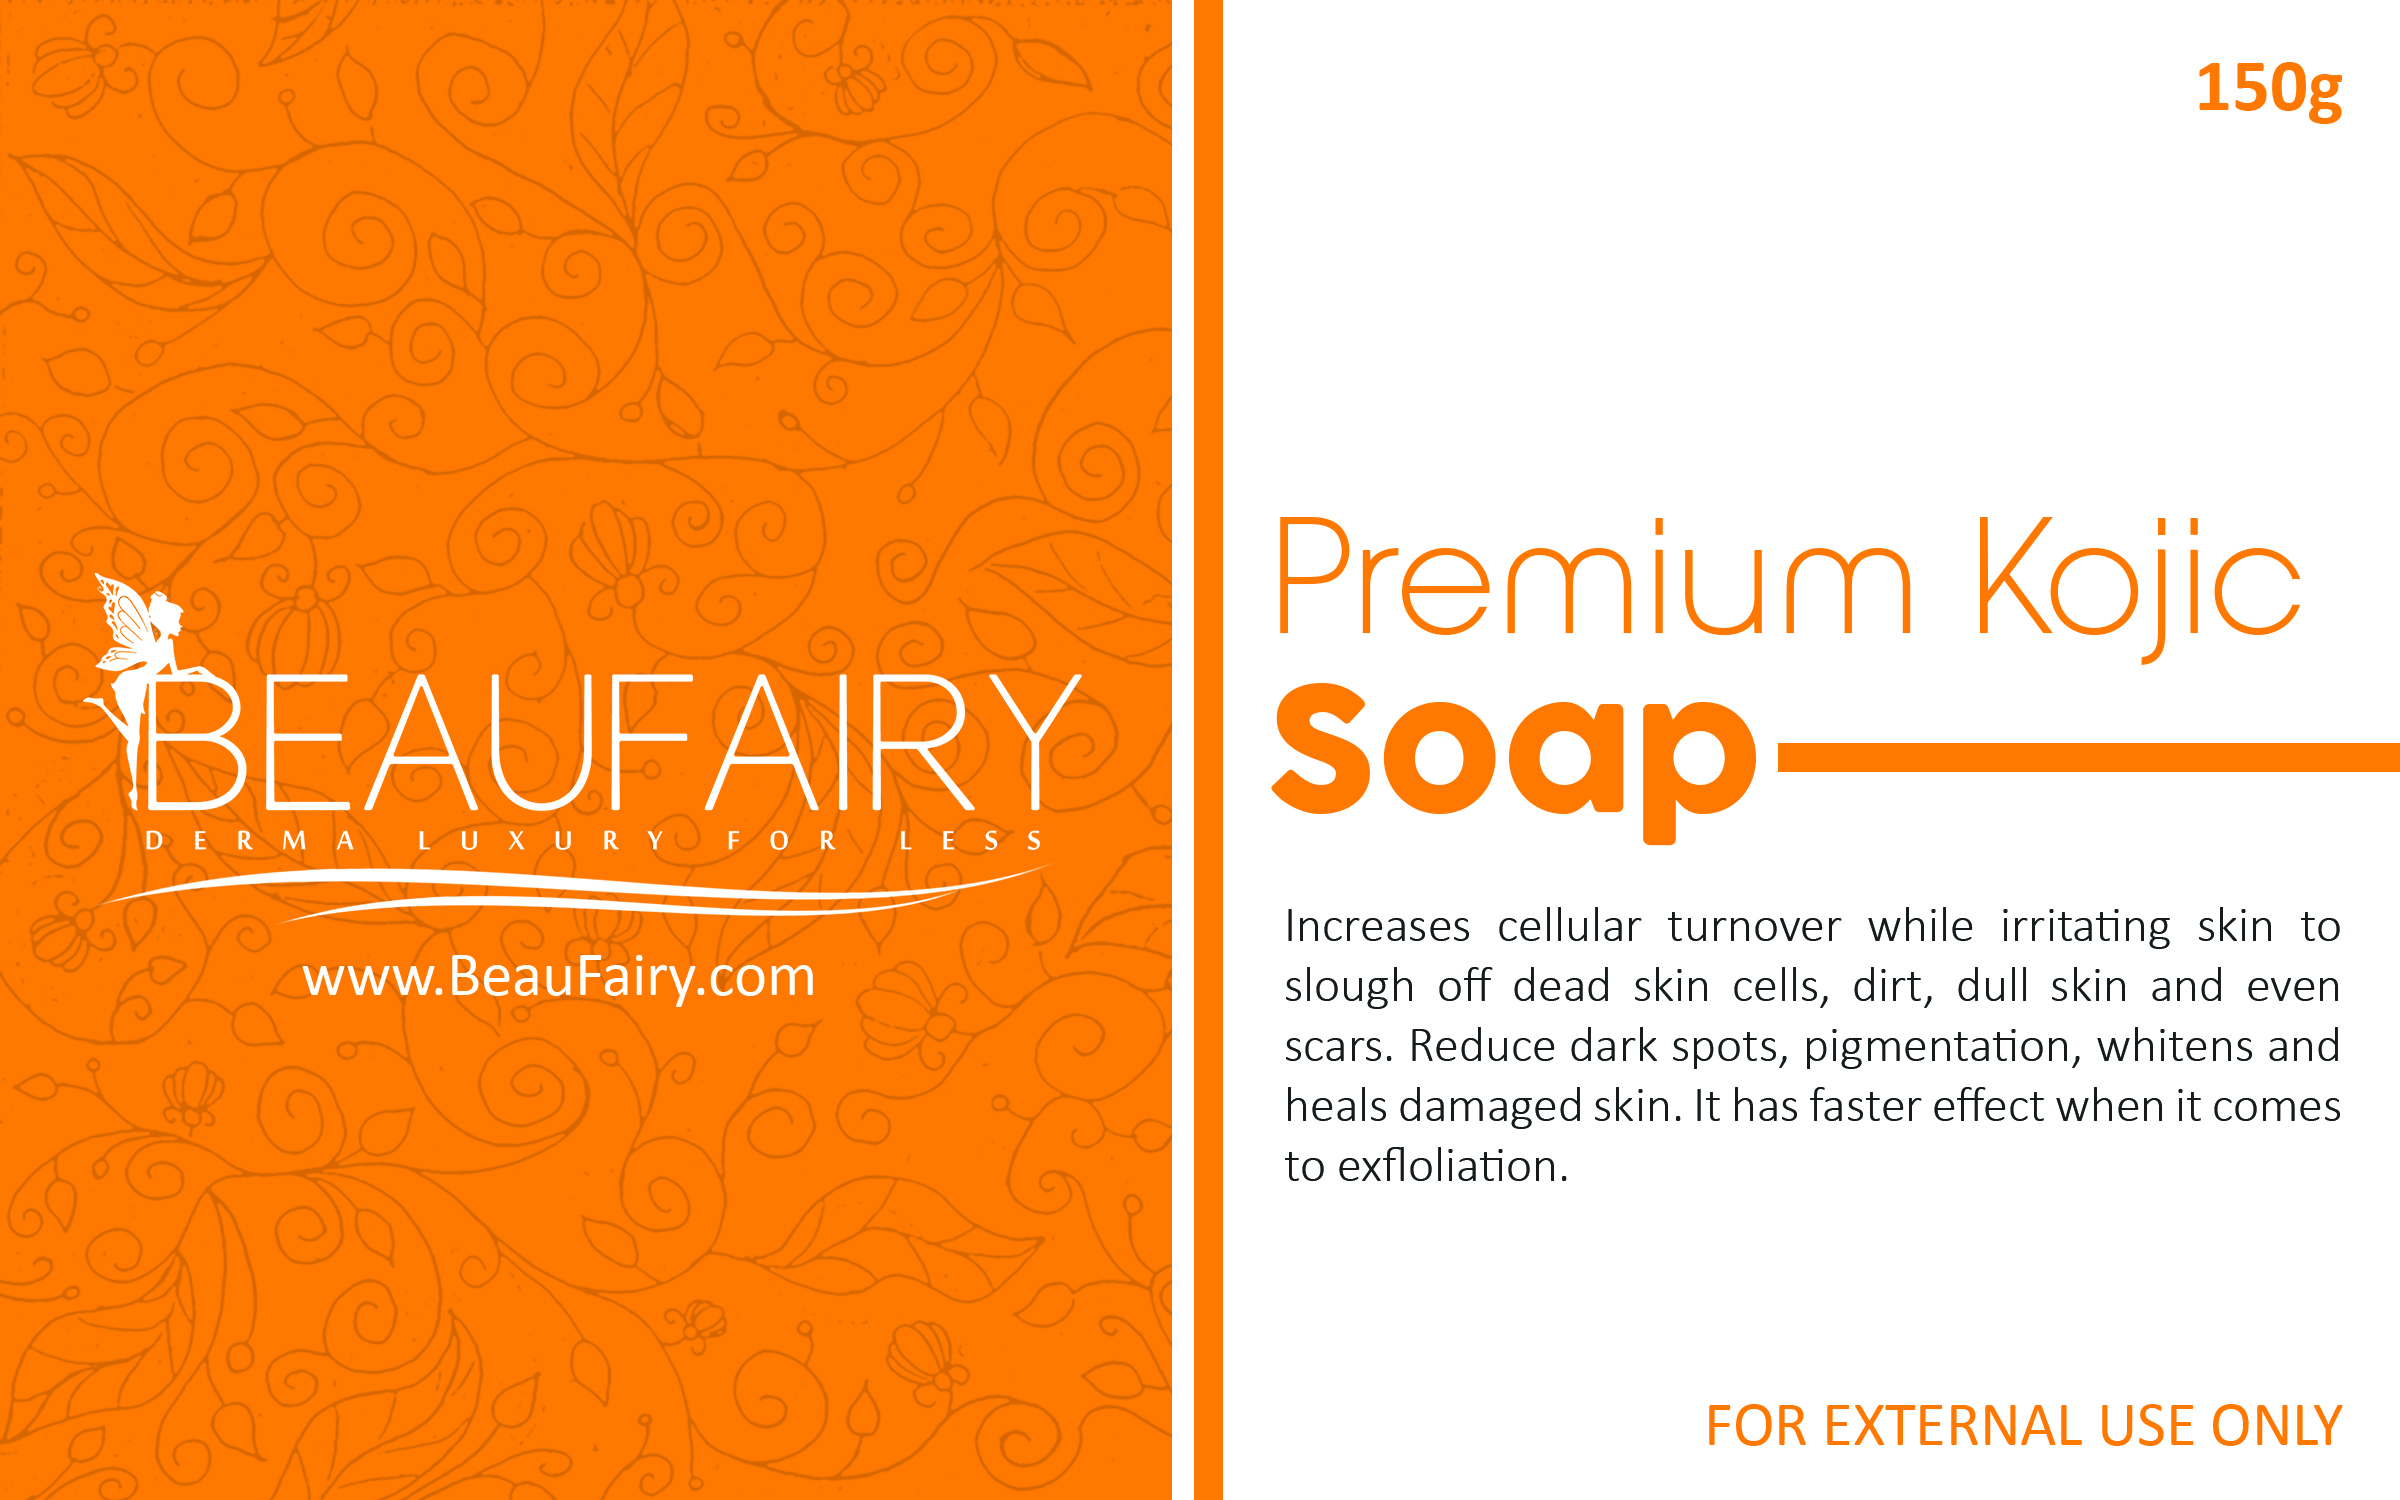 BEAUFAIRY
DERMA LUXURY FOR LESS
www.BeauFairy.com
150g
Premium Kojic
Soap
Increases cellular turnover while irritating skin to
slough off dead skin cells, dirt, dull skin and even
scars. Reduce dark spots, pigmentation, whitens and
heals damaged skin. It has faster effect when it comes
to exfloliation.
FOR EXTERNAL USE ONLY